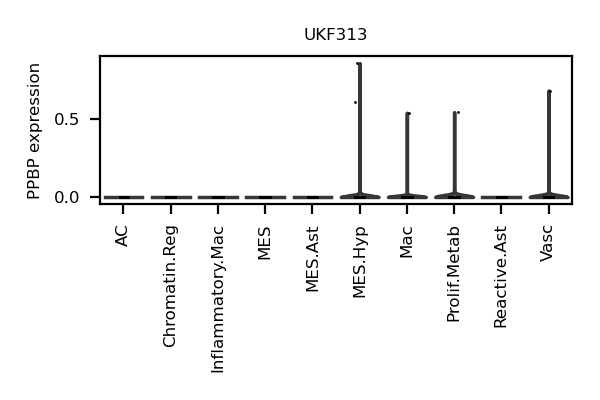 UKF313
PPBP expression
0.5
0.0
AC
Chromatin.Reg
Inflammatory.Mac
MES
MES.Ast
MES.Hyp
Mac
Prolif.Metab
Reactive.Ast
Vasc